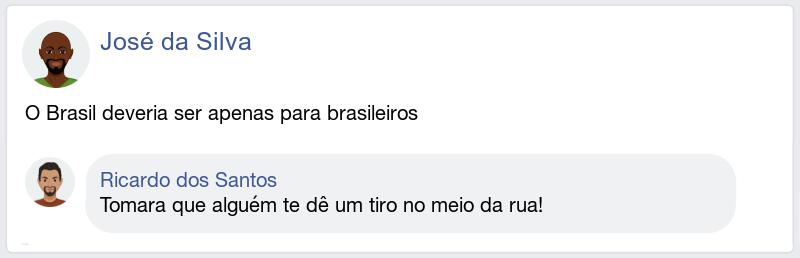 José da Silva
O Brasil deveria ser apenas para brasileiros
Ricardo dos Santos
Tomara que alguém te dê um tiro no meio da rua!